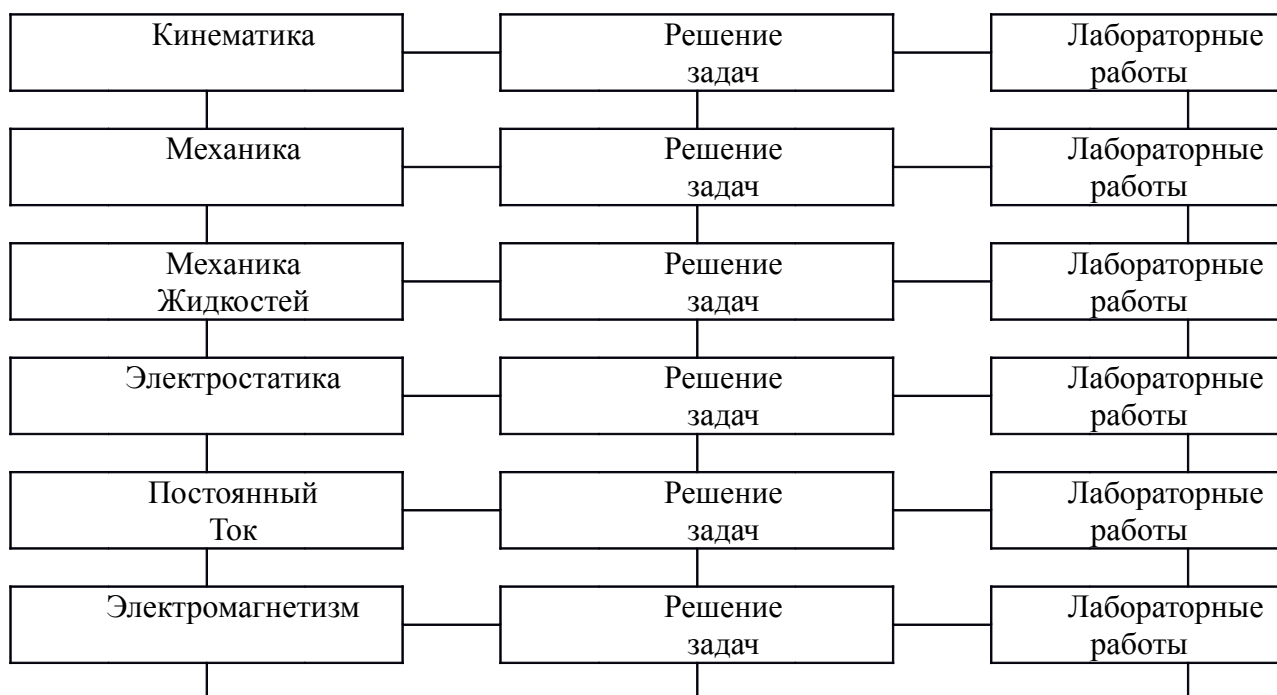 Кинематика
Решение
задач
Лабораторные
работы
Механика
Решение
задач
Лабораторные
работы
Механика
Жидкостей
Решение
задач
Лабораторные
работы
Электростатика
Решение
задач
Лабораторные
работы
Постоянный
Ток
Решение
задач
Лабораторные
работы
Электромагнетизм
Решение
задач
Лабораторные
работы